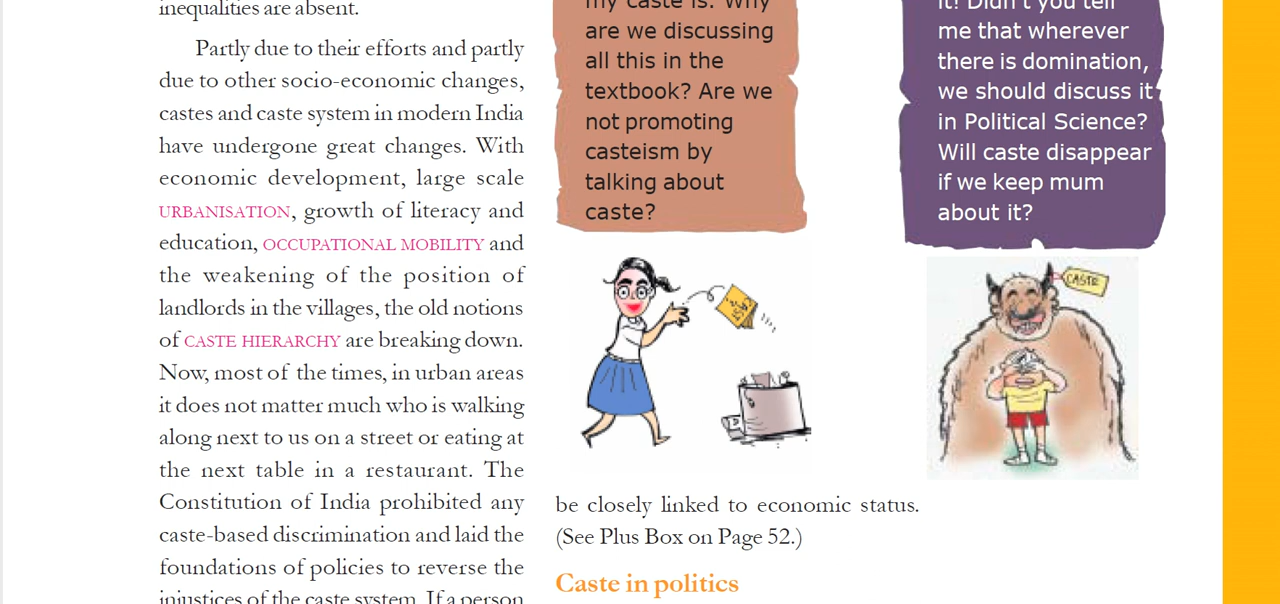 inequalities are absent.
Partly due to their efforts and partly
due to other socio-economic changes,
castes and caste system in modern India
have undergone great changes. With
economic development, large scale
URBANISATION, growth of literacy and
education, OCCUPATIONAL MOBILITY and
the weakening of the position of
landlords in the villages, the old notions
of CASTE HIERARCHY are breaking down.
Now, most of the times, in urban areas
it does not matter much who is walking
along next to us on a street or eating at
the next table in a restaurant. The
Constitution of India prohibited any
caste-based discrimination and laid the
foundations of policies to reverse the
injustices of the caste system. If a person
my caste is. Why
are we discussing
all this in the
textbook? Are we
not promoting
casteism by
talking about
caste?
it! Didn't you tell
me that wherever
there is domination,
we should discuss it
in Political Science?
Will caste disappear
if we keep mum
about it?
CASTE
be closely linked to economic status.
(See Plus Box on Page 52.)
Caste in politics